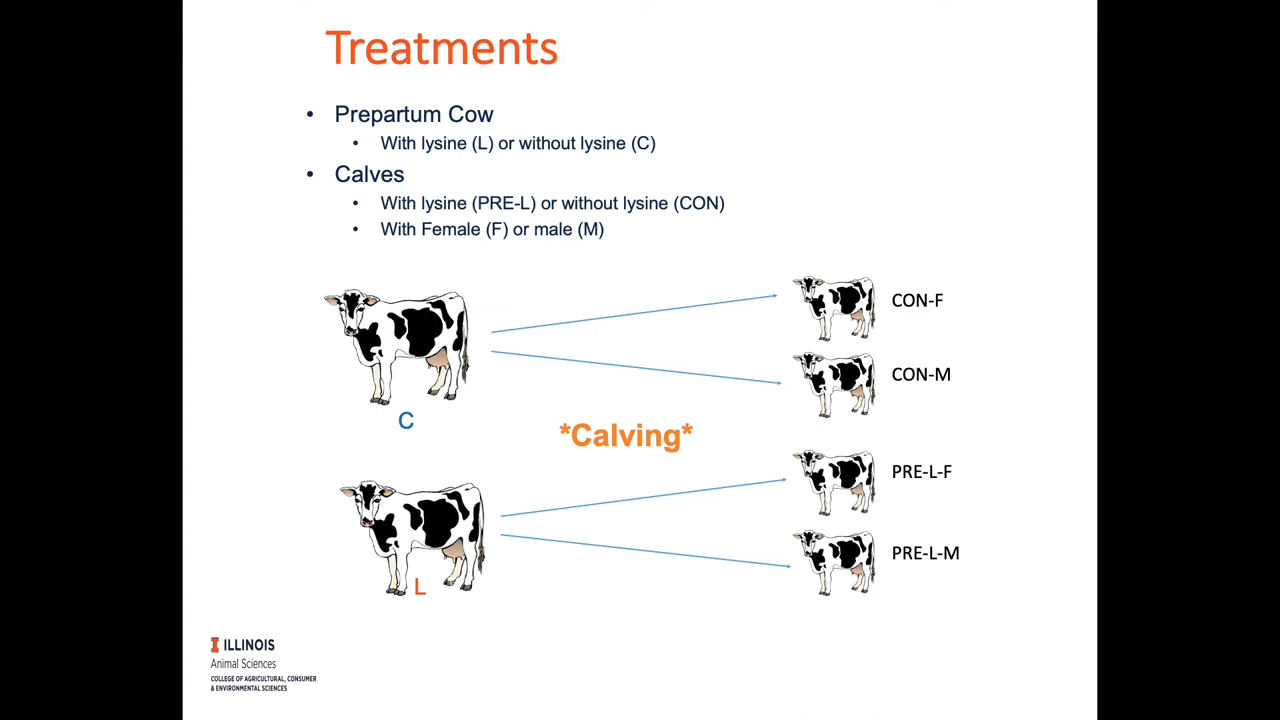 Treatments
• Prepartum Cow
• With lysine (L) or without lysine (C)
• Calves
• With lysine (PRE-L) or without lysine (CON)
• With Female (F) or male (M)
CON-F
CON-M
C
*Calving*
PRE-L-F
PRE-L-M
L
I ILLINOIS
Animal Sciences
COLLEGE OF AGRICULTURAL, CONSUMER
& ENVIRONMENTAL SCIENCES